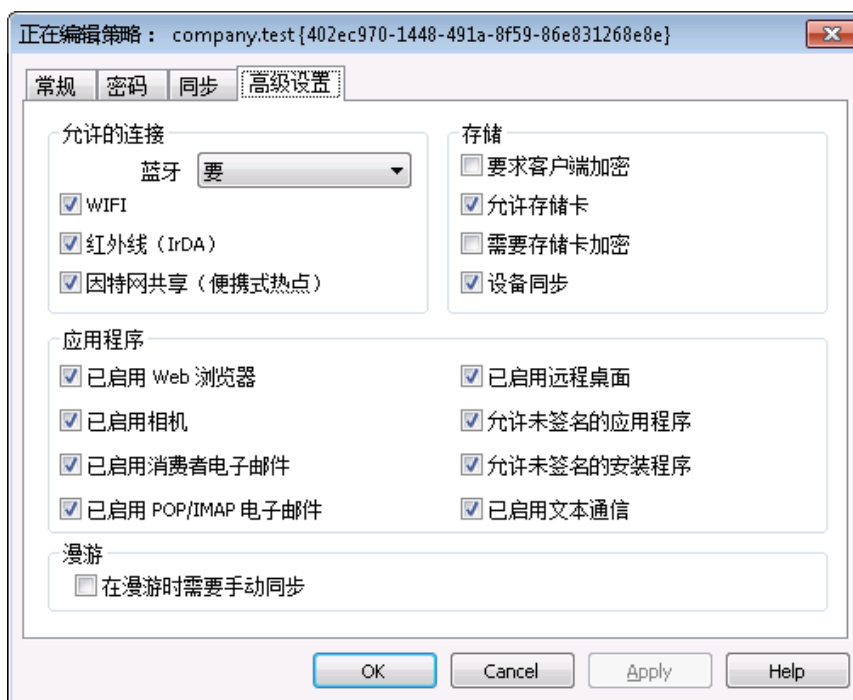 正在编辑策略： company.test{402ec970-1448-491a-8f59-86e831268e8e}
常规 密码 同步 高级设置
允许的连接
蓝牙 要
WIFI
红外线（IrDA）
因特网共享（便携式热点）
存储
要求客户端加密
允许存储卡
需要存储卡加密
设备同步
应用程序
已启用 Web 浏览器
已启用相机
已启用消费者电子邮件
已启用 POP/IMAP 电子邮件
已启用远程桌面
允许未签名的应用程序
允许未签名的安装程序
已启用文本通信
漫游
在漫游时需要手动同步
OK Cancel Apply Help